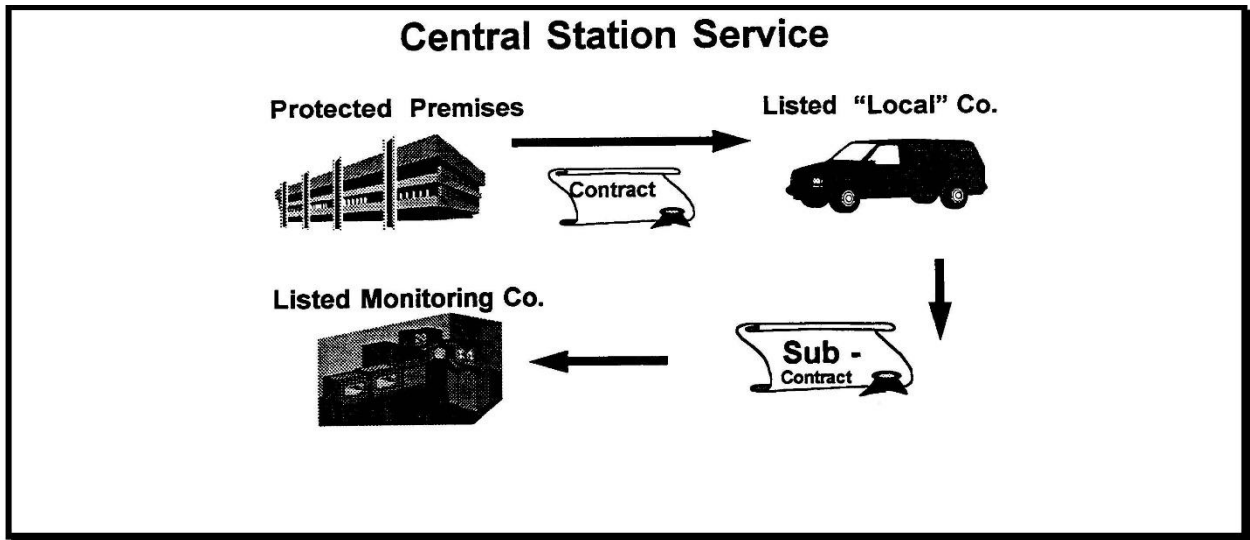 Central Station Service
Protected Premises
Listed “Local” Co.
Contract
Listed Monitoring Co.
Sub -
Contract